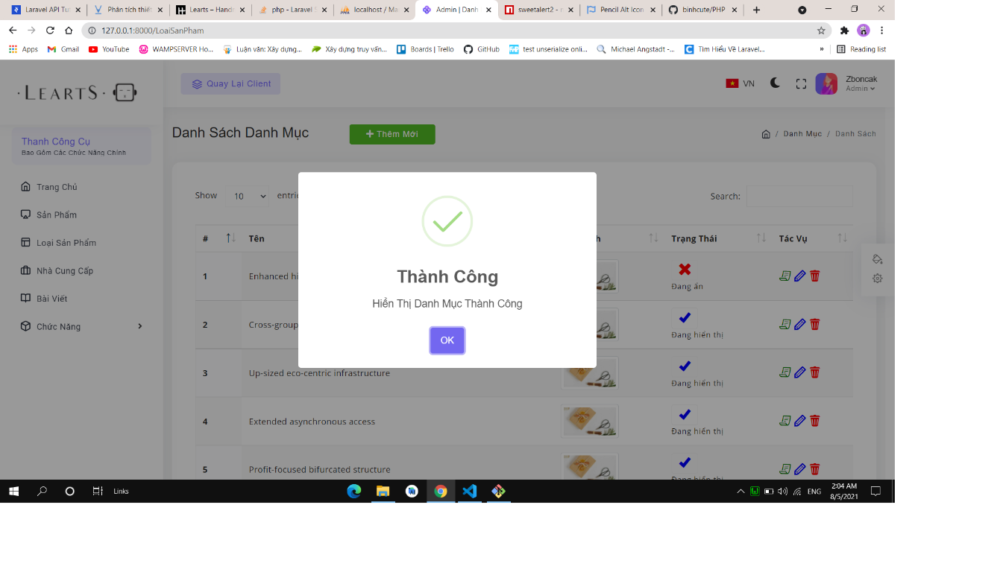 Laravel API Tut
Phân tích thiết
Learts – Handm
php - Laravel S
localhost / Ma
Admin | Danh
sweetalert2 - n
Pencil Alt Icon
binhcute/PHP
127.0.0.1:8000/LoaiSanPham
Apps
Gmail
YouTube
WAMPSERVER Ho...
Luận văn: Xây dựng...
Xây dựng truy vấn...
Boards | Trello
GitHub
test unserialize onli...
Michael Angstadt -...
Tìm Hiểu Về Laravel...
»
Reading list
· LEARTS ·
Quay Lại Client
VN
Zboncak
Admin
Thanh Công Cụ
Bao Gồm Các Chức Năng Chính
Trang Chủ
Sản Phẩm
Loại Sản Phẩm
Nhà Cung Cấp
Bài Viết
Chức Năng
Danh Sách Danh Mục
+ Thêm Mới
/ Danh Mục / Danh Sách
Show 10
Search:
# Tên Trạng Thái Tác Vụ
1 Enhanced
Đang ẩn
2 Cross-group
Đang hiển thị
3 Up-sized eco-centric infrastructure
Đang hiển thị
4 Extended asynchronous access
Đang hiển thị
5 Profit-focused bifurcated structure
Đang hiển thị
Thành Công
Hiển Thị Danh Mục Thành Công
OK
Links
ENG
2:04 AM
8/5/2021